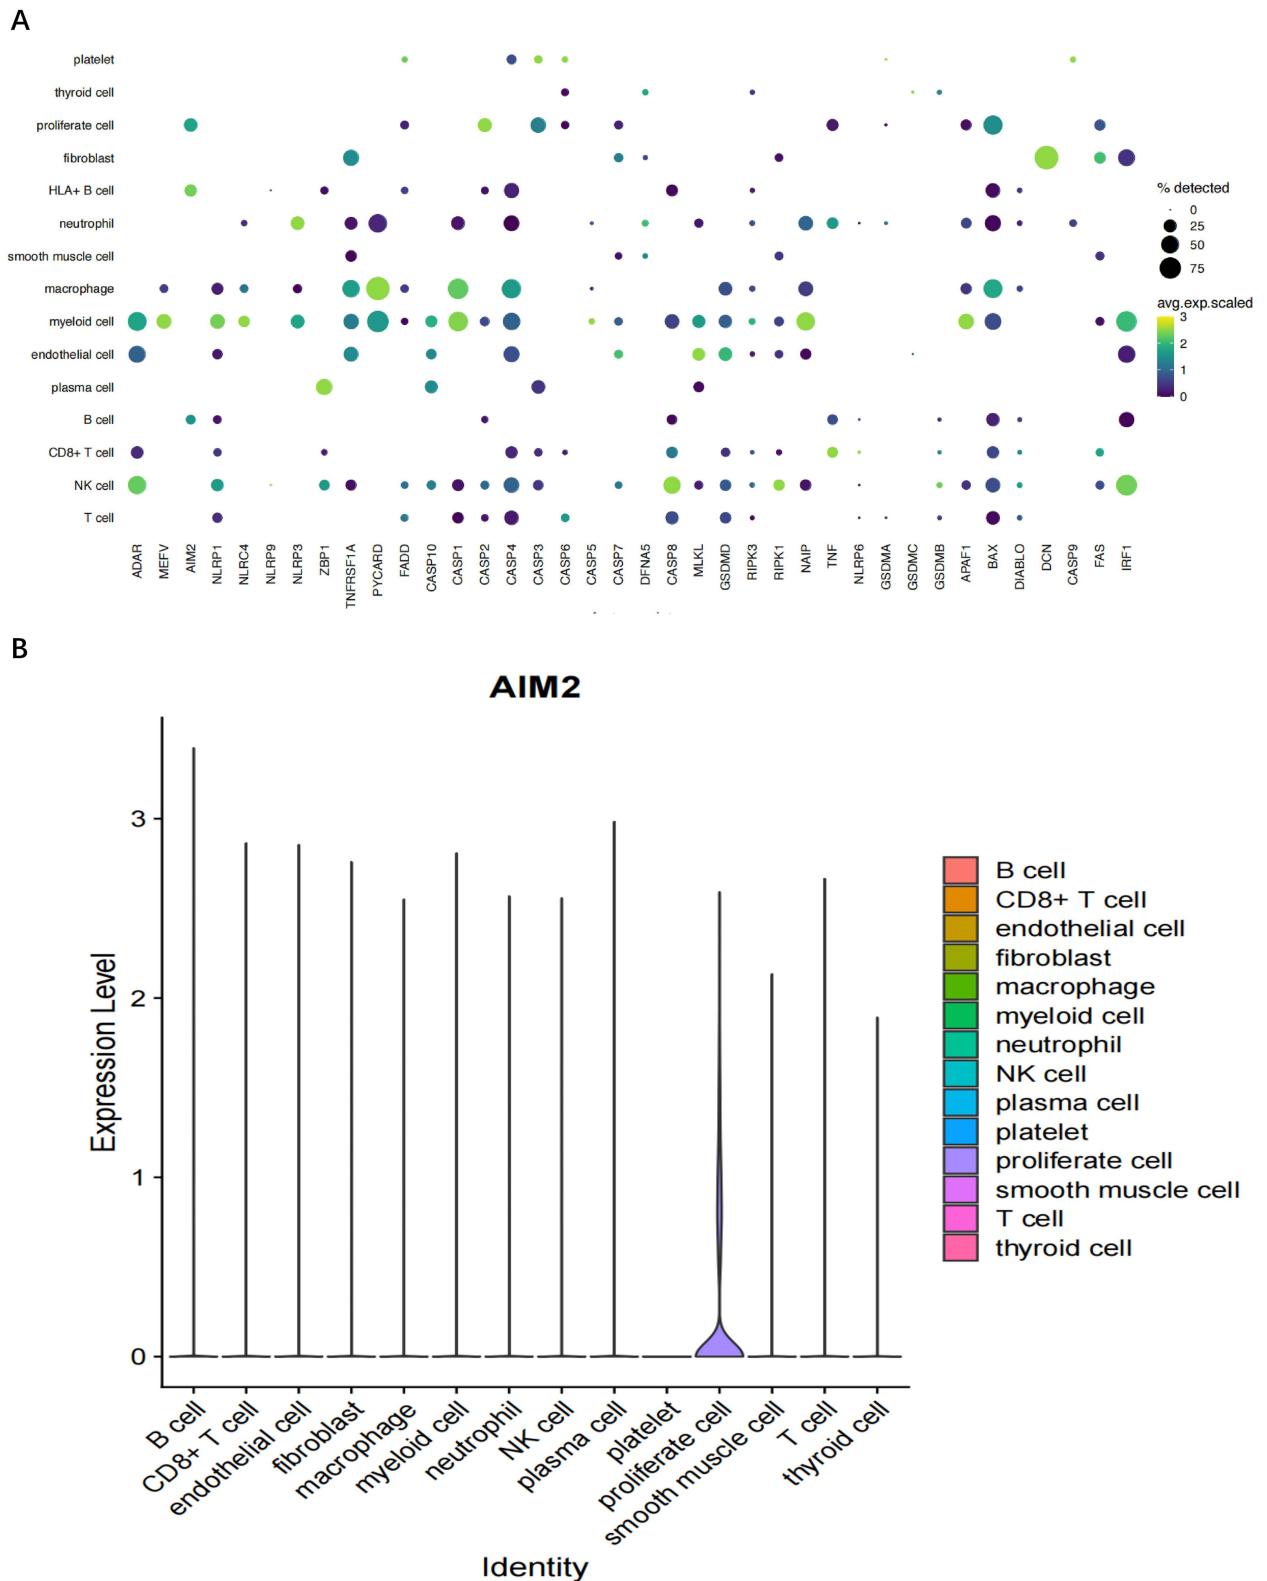 A
platelet
thyroid cell
proliferate cell
fibroblast
HLA+ B cell
neutrophil
smooth muscle cell
macrophage
myeloid cell
endothelial cell
plasma cell
B cell
CD8+ T cell
NK cell
T cell
ADAR
MEFV
AIM2
NLRP1
NLRC4
NLRP9
NLRP3
ZBP1
TNFRSF1A
PYCARD
FADD
CASP10
CASP1
CASP2
CASP4
CASP3
CASP6
CASP5
CASP7
DFNA5
CASP8
MLKL
GSDMD
RIPK3
RIPK1
NAIP
TNF
NLRP6
GSDMA
GSDMC
GSDMB
APAF1
BAX
DIABLO
DCN
CASP9
FAS
IRF1
% detected
0
25
50
75
avg.exp.scaled
3
2
1
0
B
AIM2
Expression Level
3
2
1
0
B cell
CD8+ T cell
endothelial cell
fibroblast
macrophage
myeloid cell
neutrophil
NK cell
plasma cell
platelet
proliferate cell
smooth muscle cell
T cell
thyroid cell
Identity
B cell
CD8+ T cell
endothelial cell
fibroblast
macrophage
myeloid cell
neutrophil
NK cell
plasma cell
platelet
proliferate cell
smooth muscle cell
T cell
thyroid cell